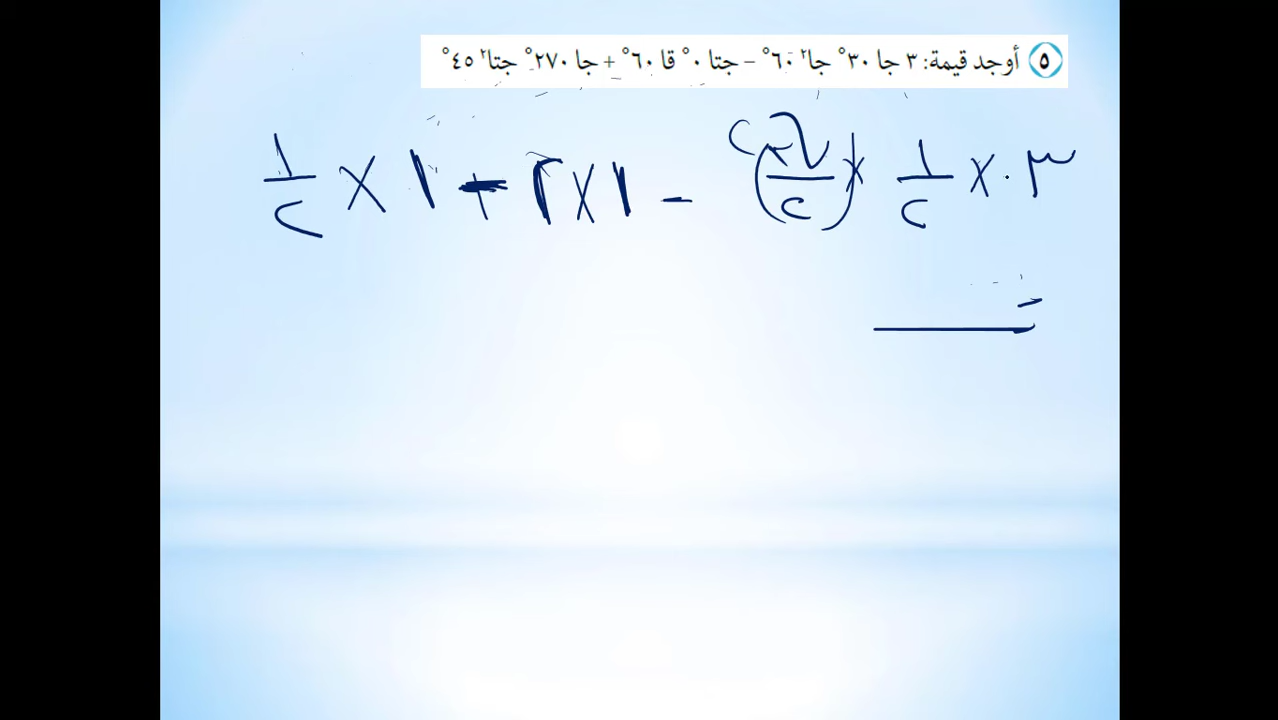 ٥ أوجد قيمة: ٣ جا ٣٠° جا٢ ٦٠° – جتا ٠° قا ٦٠° + جا ٢٧٠° جتا٢ ٤٥°
٣ × ١/٢ × (√٣/٢)٢ – ١ × ٢ + ١ × ١/٢
=